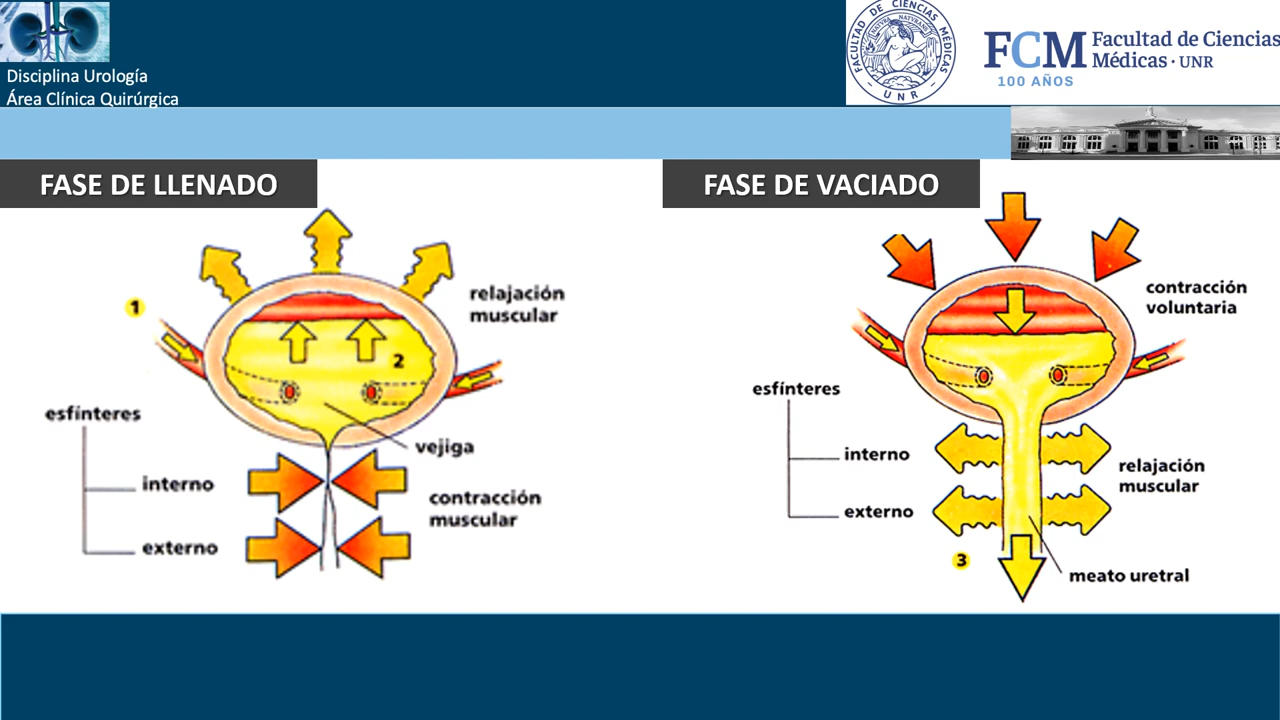 Disciplina Urología
Área Clínica Quirúrgica
FACULTAD DE CIENCIAS MÉDICAS
UNR
FCM
Facultad de Ciencias
Médicas · UNR
100 AÑOS
FASE DE LLENADO
1
relajación
muscular
2
esfínteres
vejiga
interno
contracción
muscular
externo
FASE DE VACIADO
contracción
voluntaria
esfínteres
interno
relajación
muscular
externo
3
meato uretral